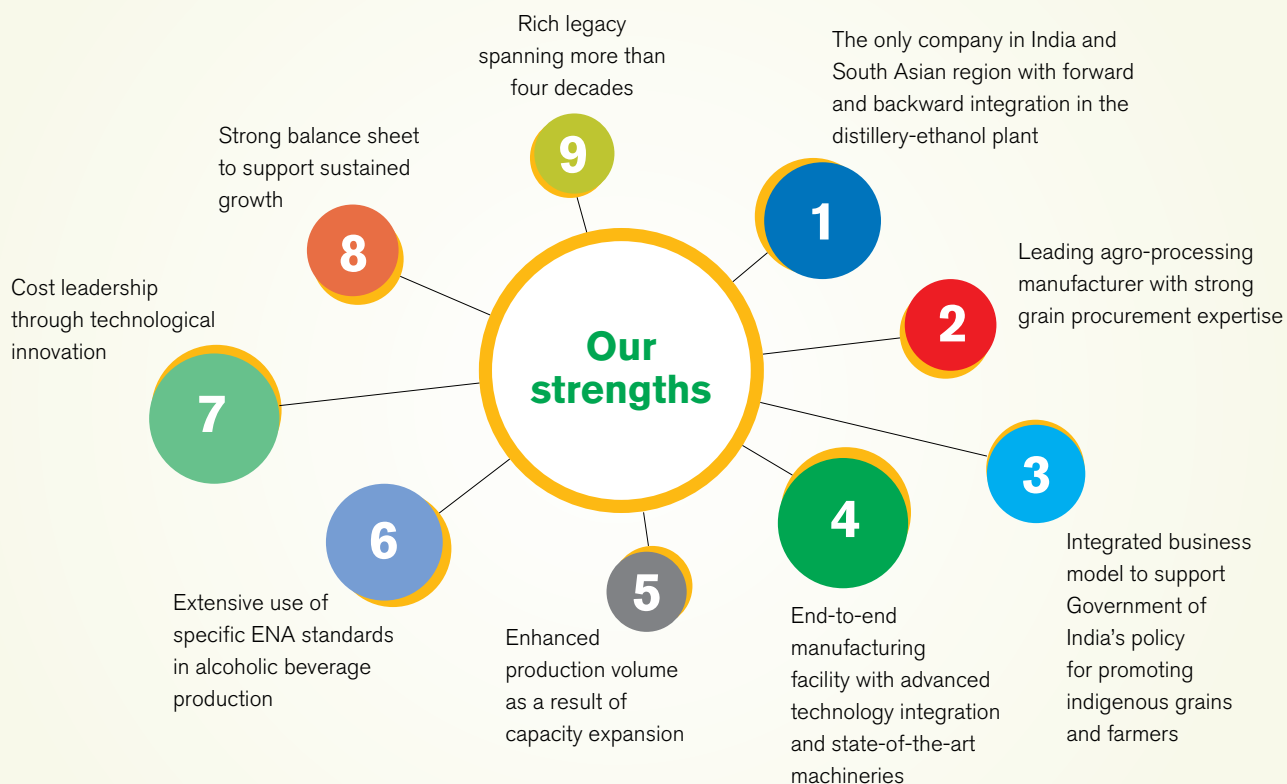 Our
strengths
1
The only company in India and
South Asian region with forward
and backward integration in the
distillery-ethanol plant
2
Leading agro-processing
manufacturer with strong
grain procurement expertise
3
Integrated business
model to support
Government of
India's policy
for promoting
indigenous grains
and farmers
4
End-to-end
manufacturing
facility with advanced
technology integration
and state-of-the-art
machineries
5
Enhanced
production volume
as a result of
capacity expansion
6
Extensive use of
specific ENA standards
in alcoholic beverage
production
7
Cost leadership
through technological
innovation
8
Strong balance sheet
to support sustained
growth
9
Rich legacy
spanning more than
four decades